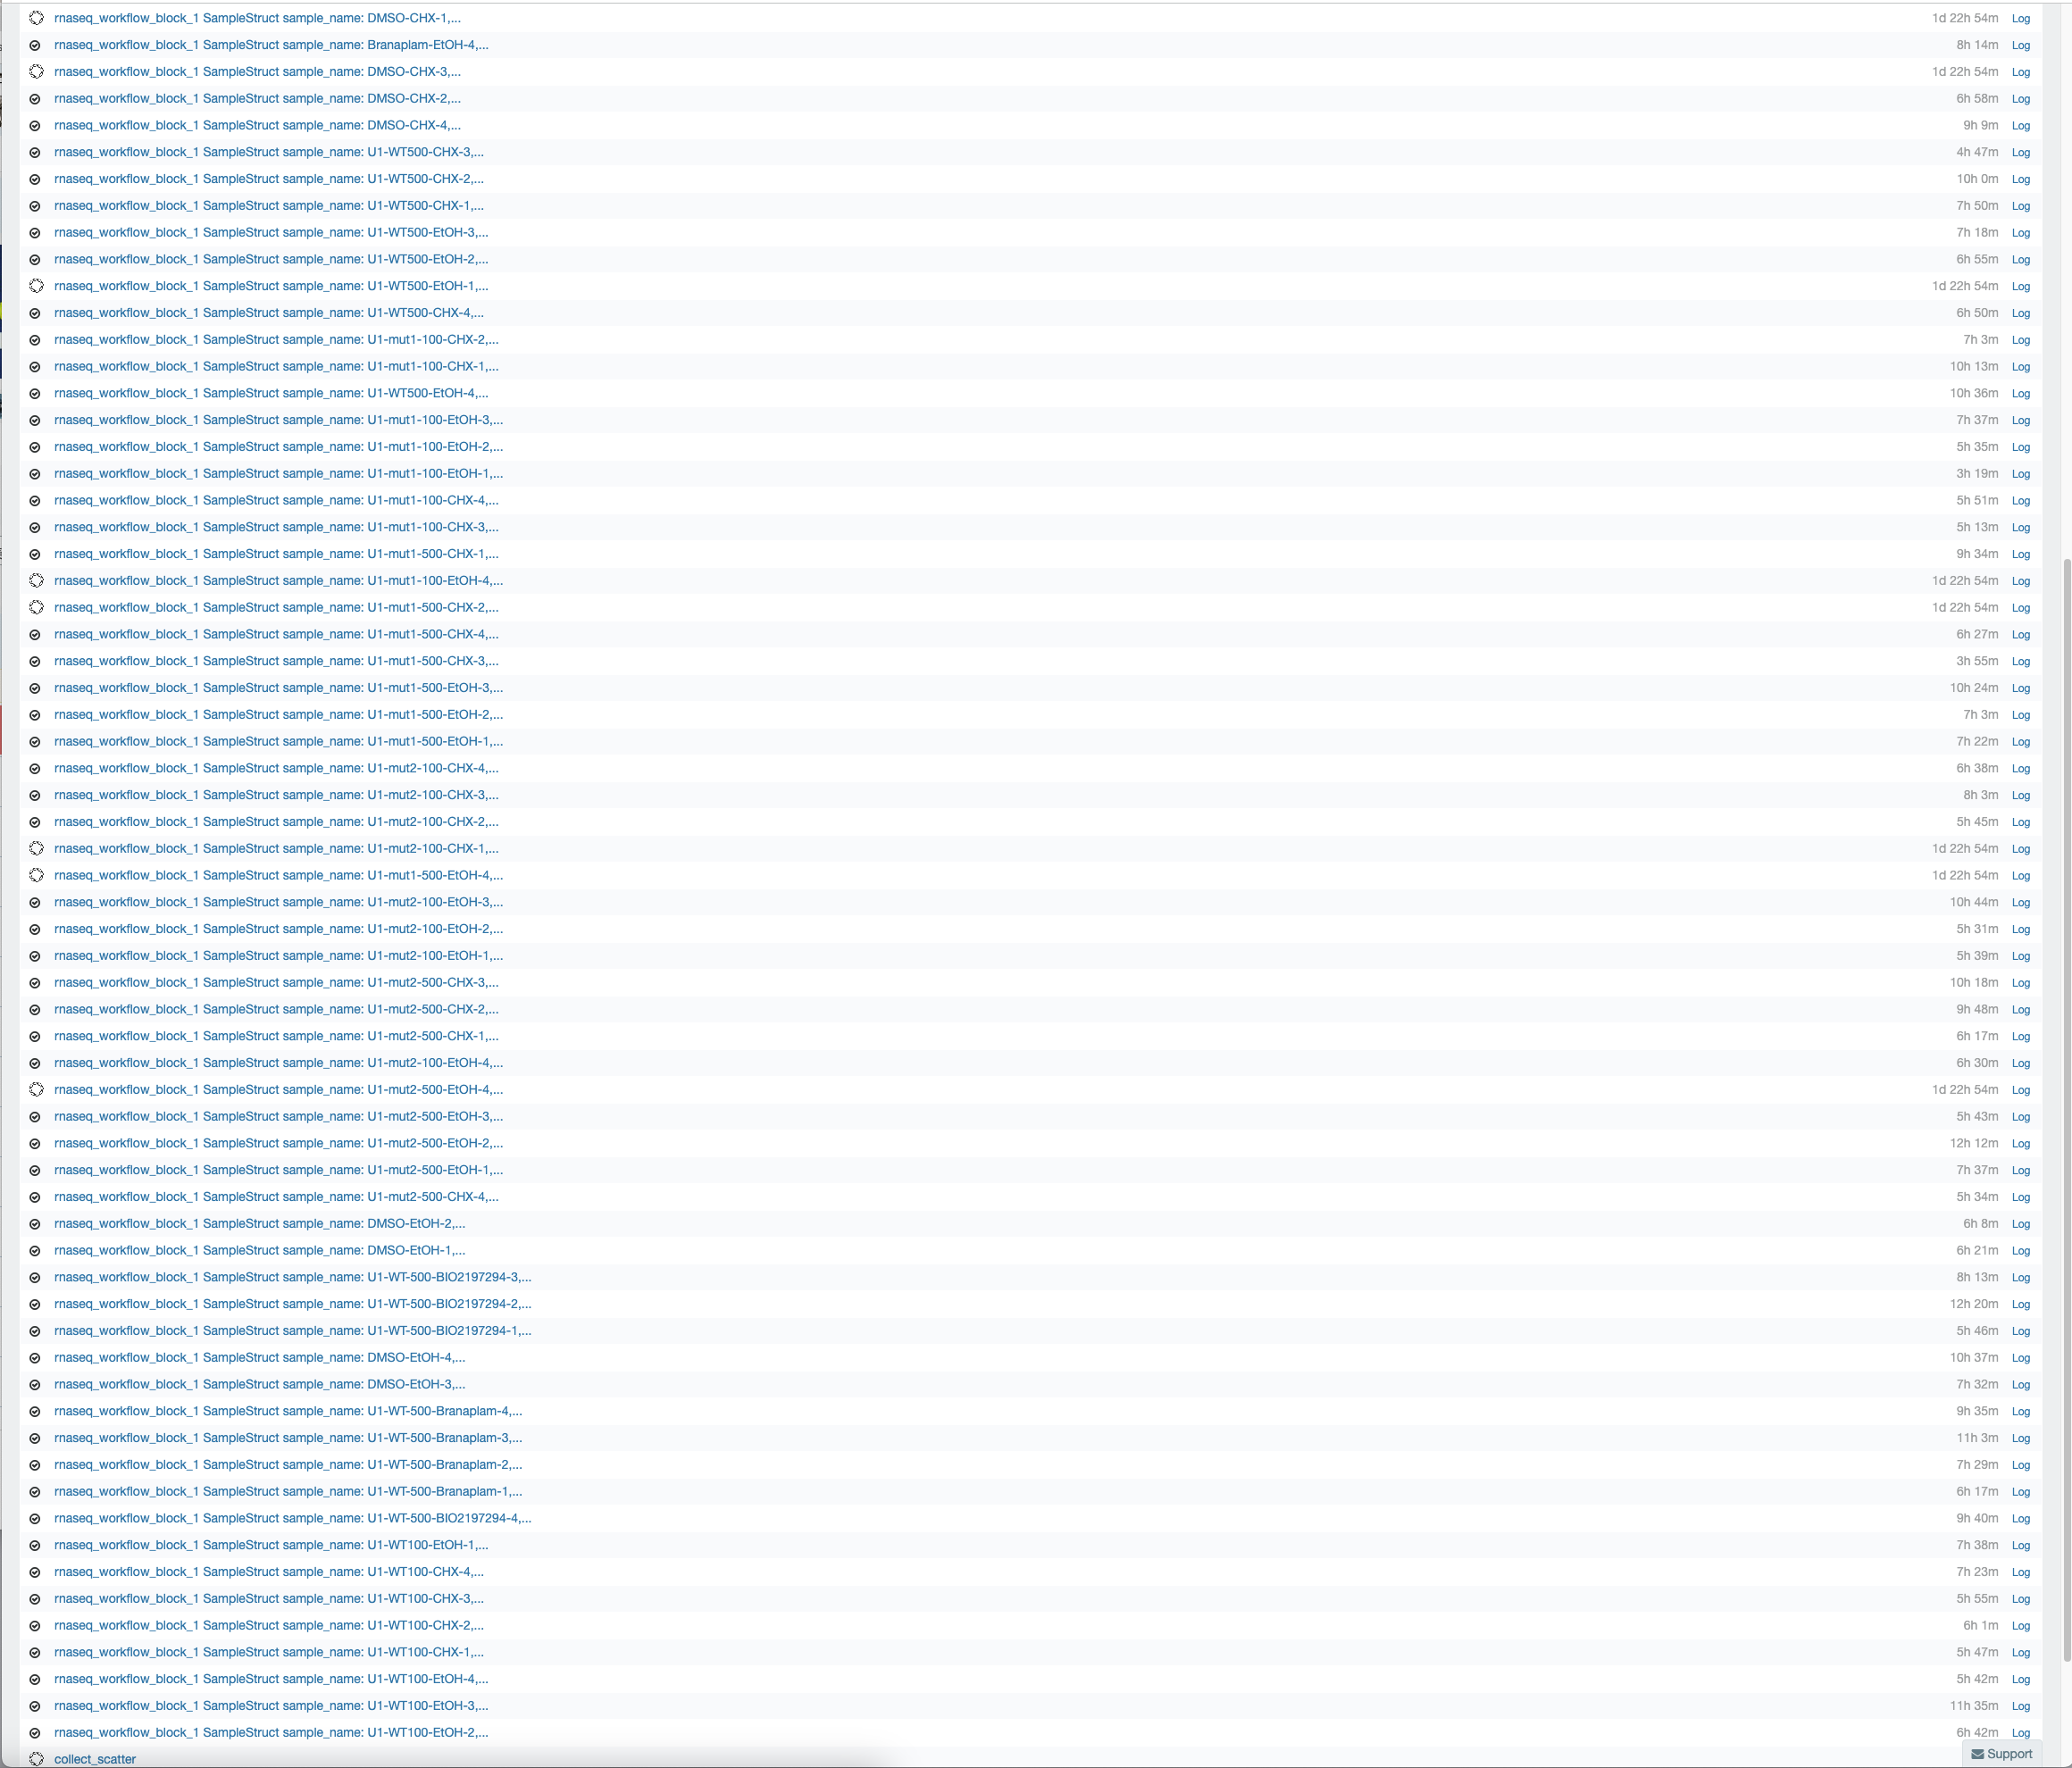 rnaseq_workflow_block_1 SampleStruct sample_name: DMSO-CHX-1,... 1d 22h 54m Log
rnaseq_workflow_block_1 SampleStruct sample_name: Branaplam-EtOH-4,... 8h 14m Log
rnaseq_workflow_block_1 SampleStruct sample_name: DMSO-CHX-3,... 1d 22h 54m Log
rnaseq_workflow_block_1 SampleStruct sample_name: DMSO-CHX-2,... 6h 58m Log
rnaseq_workflow_block_1 SampleStruct sample_name: DMSO-CHX-4,... 9h 9m Log
rnaseq_workflow_block_1 SampleStruct sample_name: U1-WT500-CHX-3,... 4h 47m Log
rnaseq_workflow_block_1 SampleStruct sample_name: U1-WT500-CHX-2,... 10h 0m Log
rnaseq_workflow_block_1 SampleStruct sample_name: U1-WT500-CHX-1,... 7h 50m Log
rnaseq_workflow_block_1 SampleStruct sample_name: U1-WT500-EtOH-3,... 7h 18m Log
rnaseq_workflow_block_1 SampleStruct sample_name: U1-WT500-EtOH-2,... 6h 55m Log
rnaseq_workflow_block_1 SampleStruct sample_name: U1-WT500-EtOH-1,... 1d 22h 54m Log
rnaseq_workflow_block_1 SampleStruct sample_name: U1-WT500-CHX-4,... 6h 50m Log
rnaseq_workflow_block_1 SampleStruct sample_name: U1-mut1-100-CHX-2,... 7h 3m Log
rnaseq_workflow_block_1 SampleStruct sample_name: U1-mut1-100-CHX-1,... 10h 13m Log
rnaseq_workflow_block_1 SampleStruct sample_name: U1-WT500-EtOH-4,... 10h 36m Log
rnaseq_workflow_block_1 SampleStruct sample_name: U1-mut1-100-EtOH-3,... 7h 37m Log
rnaseq_workflow_block_1 SampleStruct sample_name: U1-mut1-100-EtOH-2,... 5h 35m Log
rnaseq_workflow_block_1 SampleStruct sample_name: U1-mut1-100-EtOH-1,... 3h 19m Log
rnaseq_workflow_block_1 SampleStruct sample_name: U1-mut1-100-CHX-4,... 5h 51m Log
rnaseq_workflow_block_1 SampleStruct sample_name: U1-mut1-100-CHX-3,... 5h 13m Log
rnaseq_workflow_block_1 SampleStruct sample_name: U1-mut1-500-CHX-1,... 9h 34m Log
rnaseq_workflow_block_1 SampleStruct sample_name: U1-mut1-100-EtOH-4,... 1d 22h 54m Log
rnaseq_workflow_block_1 SampleStruct sample_name: U1-mut1-500-CHX-2,... 1d 22h 54m Log
rnaseq_workflow_block_1 SampleStruct sample_name: U1-mut1-500-CHX-4,... 6h 27m Log
rnaseq_workflow_block_1 SampleStruct sample_name: U1-mut1-500-CHX-3,... 3h 55m Log
rnaseq_workflow_block_1 SampleStruct sample_name: U1-mut1-500-EtOH-3,... 10h 24m Log
rnaseq_workflow_block_1 SampleStruct sample_name: U1-mut1-500-EtOH-2,... 7h 3m Log
rnaseq_workflow_block_1 SampleStruct sample_name: U1-mut1-500-EtOH-1,... 7h 22m Log
rnaseq_workflow_block_1 SampleStruct sample_name: U1-mut2-100-CHX-4,... 6h 38m Log
rnaseq_workflow_block_1 SampleStruct sample_name: U1-mut2-100-CHX-3,... 8h 3m Log
rnaseq_workflow_block_1 SampleStruct sample_name: U1-mut2-100-CHX-2,... 5h 45m Log
rnaseq_workflow_block_1 SampleStruct sample_name: U1-mut2-100-CHX-1,... 1d 22h 54m Log
rnaseq_workflow_block_1 SampleStruct sample_name: U1-mut1-500-EtOH-4,... 1d 22h 54m Log
rnaseq_workflow_block_1 SampleStruct sample_name: U1-mut2-100-EtOH-3,... 10h 44m Log
rnaseq_workflow_block_1 SampleStruct sample_name: U1-mut2-100-EtOH-2,... 5h 31m Log
rnaseq_workflow_block_1 SampleStruct sample_name: U1-mut2-100-EtOH-1,... 5h 39m Log
rnaseq_workflow_block_1 SampleStruct sample_name: U1-mut2-500-CHX-3,... 10h 18m Log
rnaseq_workflow_block_1 SampleStruct sample_name: U1-mut2-500-CHX-2,... 9h 48m Log
rnaseq_workflow_block_1 SampleStruct sample_name: U1-mut2-500-CHX-1,... 6h 17m Log
rnaseq_workflow_block_1 SampleStruct sample_name: U1-mut2-100-EtOH-4,... 6h 30m Log
rnaseq_workflow_block_1 SampleStruct sample_name: U1-mut2-500-EtOH-4,... 1d 22h 54m Log
rnaseq_workflow_block_1 SampleStruct sample_name: U1-mut2-500-EtOH-3,... 5h 43m Log
rnaseq_workflow_block_1 SampleStruct sample_name: U1-mut2-500-EtOH-2,... 12h 12m Log
rnaseq_workflow_block_1 SampleStruct sample_name: U1-mut2-500-EtOH-1,... 7h 37m Log
rnaseq_workflow_block_1 SampleStruct sample_name: U1-mut2-500-CHX-4,... 5h 34m Log
rnaseq_workflow_block_1 SampleStruct sample_name: DMSO-EtOH-2,... 6h 8m Log
rnaseq_workflow_block_1 SampleStruct sample_name: DMSO-EtOH-1,... 6h 21m Log
rnaseq_workflow_block_1 SampleStruct sample_name: U1-WT-500-BIO2197294-3,... 8h 13m Log
rnaseq_workflow_block_1 SampleStruct sample_name: U1-WT-500-BIO2197294-2,... 12h 20m Log
rnaseq_workflow_block_1 SampleStruct sample_name: U1-WT-500-BIO2197294-1,... 5h 46m Log
rnaseq_workflow_block_1 SampleStruct sample_name: DMSO-EtOH-4,... 10h 37m Log
rnaseq_workflow_block_1 SampleStruct sample_name: DMSO-EtOH-3,... 7h 32m Log
rnaseq_workflow_block_1 SampleStruct sample_name: U1-WT-500-Branaplam-4,... 9h 35m Log
rnaseq_workflow_block_1 SampleStruct sample_name: U1-WT-500-Branaplam-3,... 11h 3m Log
rnaseq_workflow_block_1 SampleStruct sample_name: U1-WT-500-Branaplam-2,... 7h 29m Log
rnaseq_workflow_block_1 SampleStruct sample_name: U1-WT-500-Branaplam-1,... 6h 17m Log
rnaseq_workflow_block_1 SampleStruct sample_name: U1-WT-500-BIO2197294-4,... 9h 40m Log
rnaseq_workflow_block_1 SampleStruct sample_name: U1-WT100-EtOH-1,... 7h 38m Log
rnaseq_workflow_block_1 SampleStruct sample_name: U1-WT100-CHX-4,... 7h 23m Log
rnaseq_workflow_block_1 SampleStruct sample_name: U1-WT100-CHX-3,... 5h 55m Log
rnaseq_workflow_block_1 SampleStruct sample_name: U1-WT100-CHX-2,... 6h 1m Log
rnaseq_workflow_block_1 SampleStruct sample_name: U1-WT100-CHX-1,... 5h 47m Log
rnaseq_workflow_block_1 SampleStruct sample_name: U1-WT100-EtOH-4,... 5h 42m Log
rnaseq_workflow_block_1 SampleStruct sample_name: U1-WT100-EtOH-3,... 11h 35m Log
rnaseq_workflow_block_1 SampleStruct sample_name: U1-WT100-EtOH-2,... 6h 42m Log
collect_scatter
Support